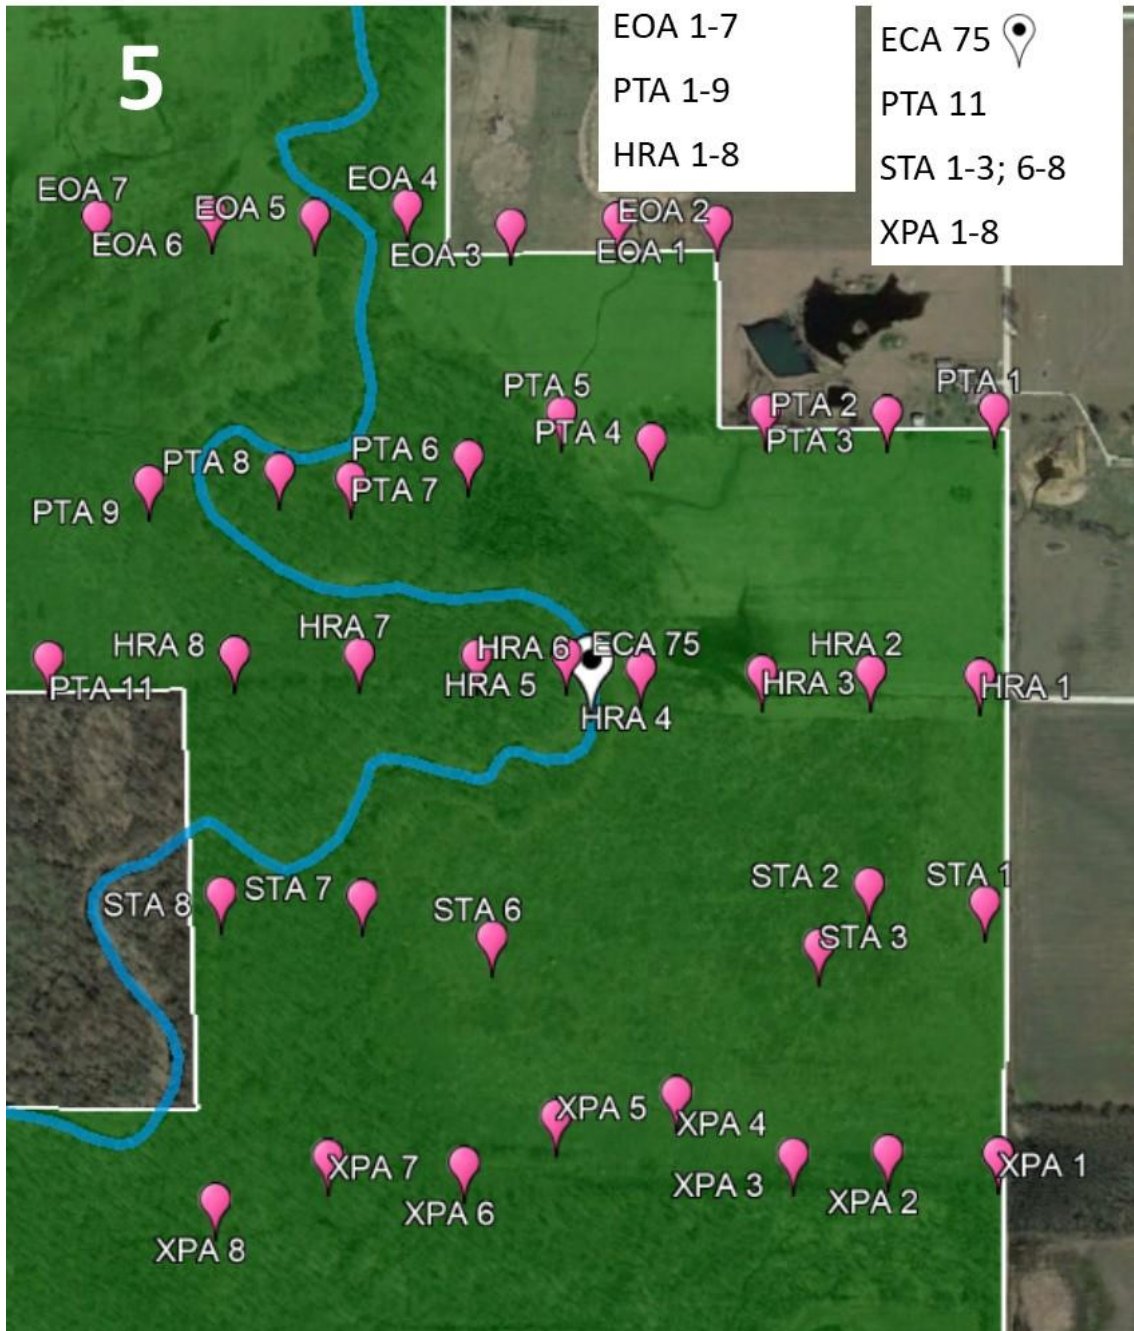 5
EOA 1-7
PTA 1-9
HRA 1-8
ECA 75
PTA 11
STA 1-3; 6-8
XPA 1-8
EOA 7
EOA 6
EOA 5
EOA 4
EOA 3
EOA 2
EOA 1
PTA 5
PTA 4
PTA 2
PTA 3
PTA 1
PTA 9
PTA 8
PTA 6
PTA 7
PTA 11
HRA 8
HRA 7
HRA 6
HRA 5
ECA 75
HRA 4
HRA 3
HRA 2
HRA 1
STA 8
STA 7
STA 6
STA 2
STA 3
STA 1
XPA 8
XPA 7
XPA 6
XPA 5
XPA 4
XPA 3
XPA 2
XPA 1